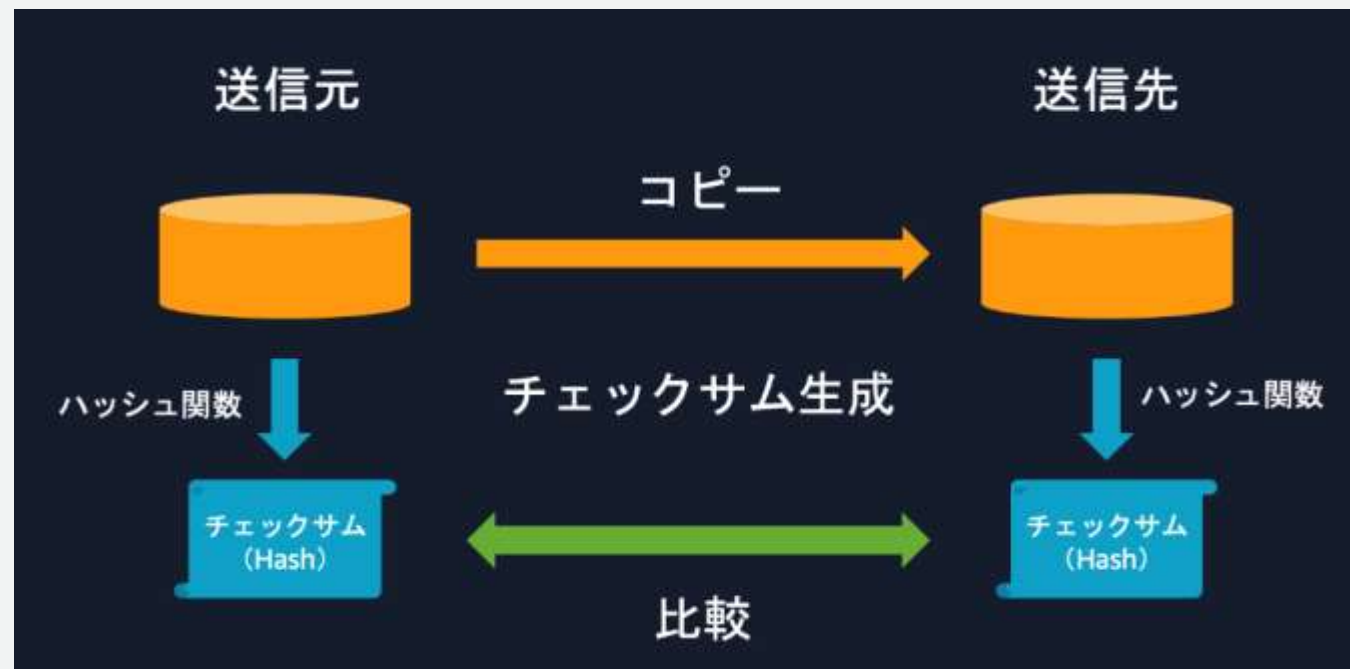 送信元
送信先
コピー
ハッシュ関数
チェックサム生成
ハッシュ関数
チェックサム
（Hash）
チェックサム
（Hash）
比較